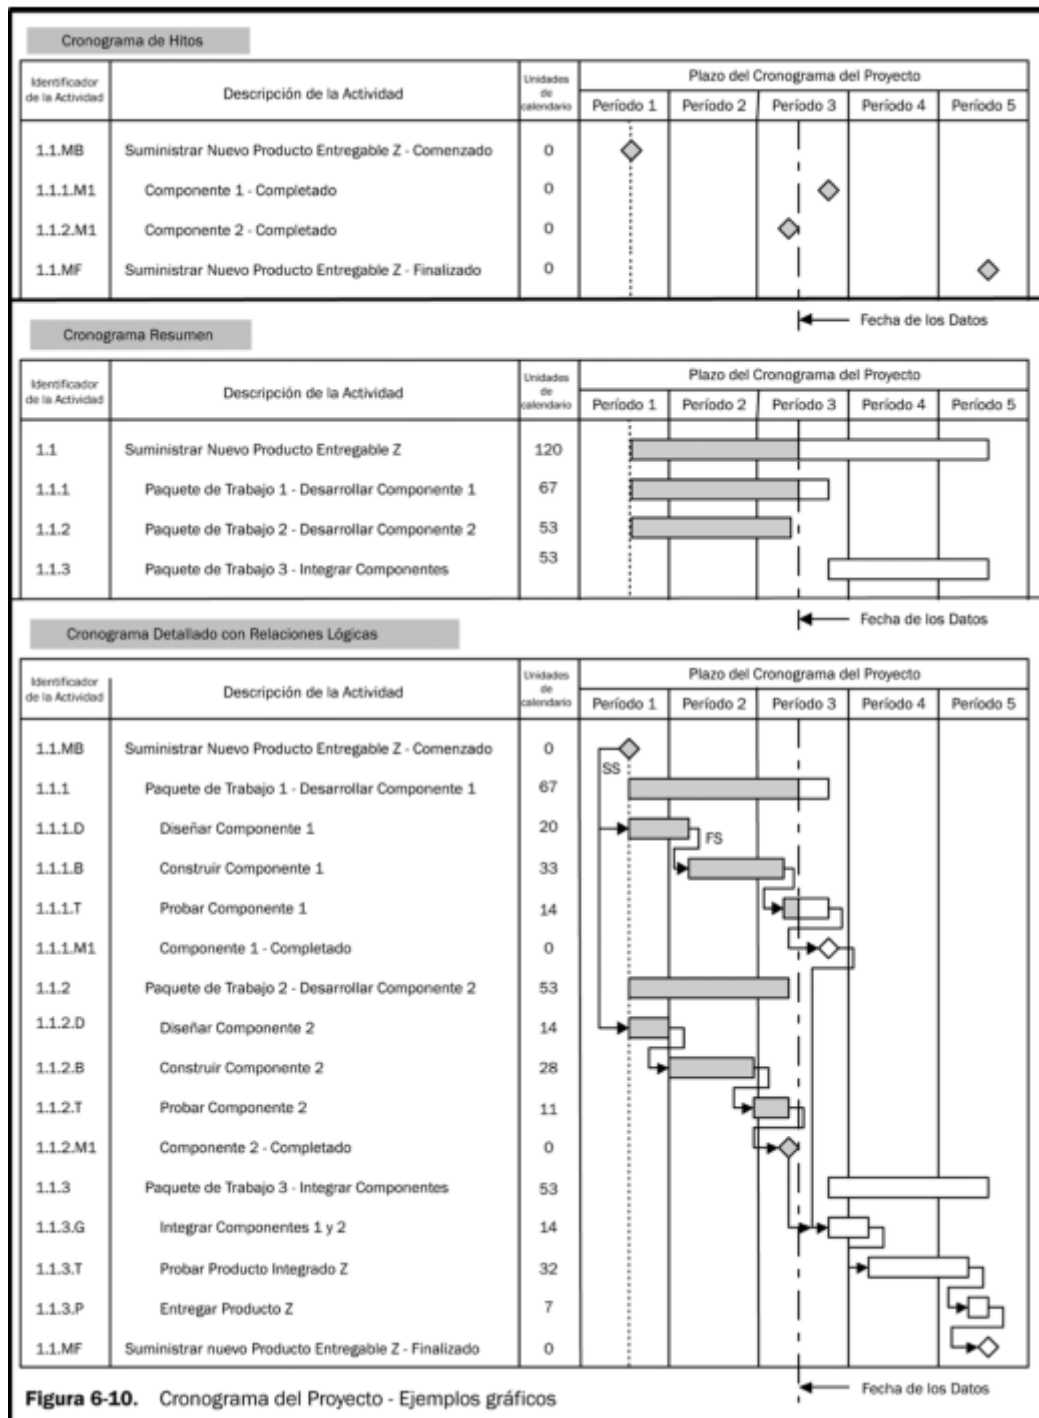 Cronograma de Hitos
Identificador de la Actividad Descripción de la Actividad Unidades de calendario Plazo del Cronograma del Proyecto
Período 1 Período 2 Período 3 Período 4 Período 5
1.1.MB Suministrar Nuevo Producto Entregable Z - Comenzado 0
1.1.1.M1 Componente 1 - Completado 0
1.1.2.M1 Componente 2 - Completado 0
1.1.MF Suministrar Nuevo Producto Entregable Z - Finalizado 0
Fecha de los Datos
Cronograma Resumen
Identificador de la Actividad Descripción de la Actividad Unidades de calendario Plazo del Cronograma del Proyecto
Período 1 Período 2 Período 3 Período 4 Período 5
1.1 Suministrar Nuevo Producto Entregable Z 120
1.1.1 Paquete de Trabajo 1 - Desarrollar Componente 1 67
1.1.2 Paquete de Trabajo 2 - Desarrollar Componente 2 53
1.1.3 Paquete de Trabajo 3 - Integrar Componentes 53
Fecha de los Datos
Cronograma Detallado con Relaciones Lógicas
Identificador de la Actividad Descripción de la Actividad Unidades de calendario Plazo del Cronograma del Proyecto
Período 1 Período 2 Período 3 Período 4 Período 5
1.1.MB Suministrar Nuevo Producto Entregable Z - Comenzado 0
SS
1.1.1 Paquete de Trabajo 1 - Desarrollar Componente 1 67
1.1.1.D Diseñar Componente 1 20
FS
1.1.1.B Construir Componente 1 33
1.1.1.T Probar Componente 1 14
1.1.1.M1 Componente 1 - Completado 0
1.1.2 Paquete de Trabajo 2 - Desarrollar Componente 2 53
1.1.2.D Diseñar Componente 2 14
1.1.2.B Construir Componente 2 28
1.1.2.T Probar Componente 2 11
1.1.2.M1 Componente 2 - Completado 0
1.1.3 Paquete de Trabajo 3 - Integrar Componentes 53
1.1.3.G Integrar Componentes 1 y 2 14
1.1.3.T Probar Producto Integrado Z 32
1.1.3.P Entregar Producto Z 7
1.1.MF Suministrar nuevo Producto Entregable Z - Finalizado 0
Fecha de los Datos
Figura 6-10. Cronograma del Proyecto - Ejemplos gráficos